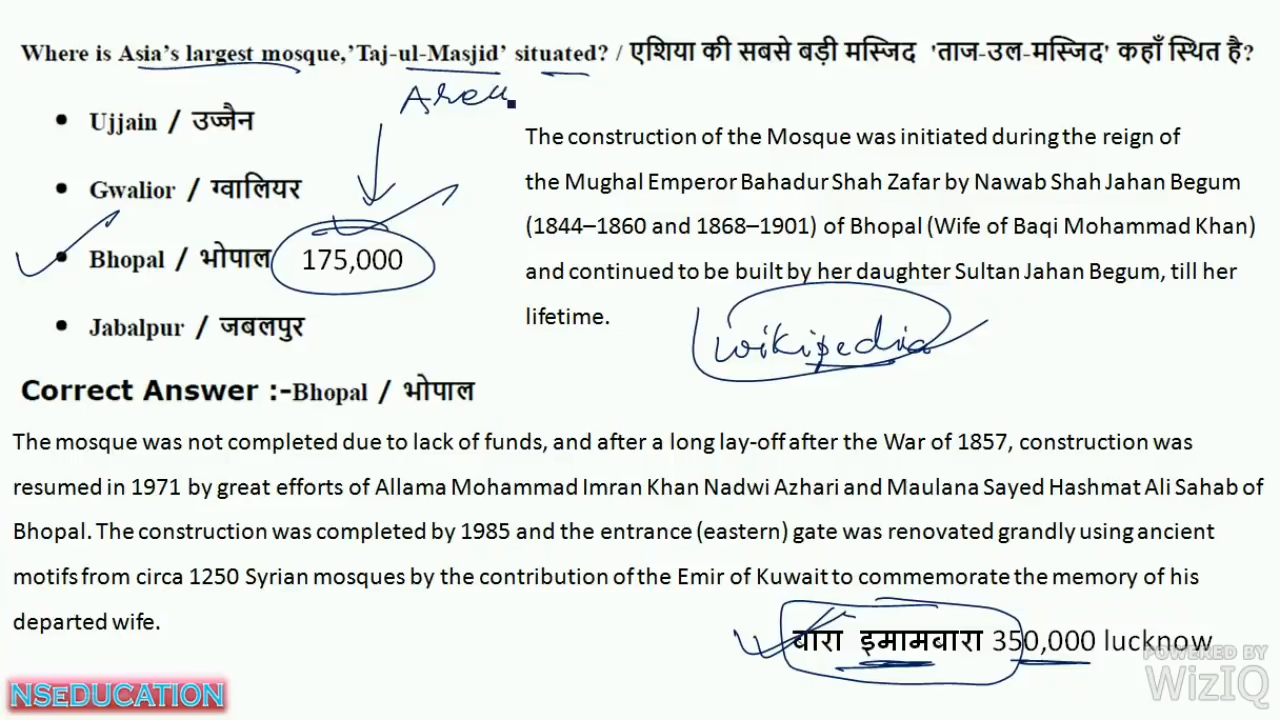 Where is Asia's largest mosque,'Taj-ul-Masjid' situated? / एशिया की सबसे बड़ी मस्जिद 'ताज-उल-मस्जिद' कहाँ स्थित है?
Area
• Ujjain / उज्जैन
• Gwalior / ग्वालियर
• Bhopal / भोपाल 175,000
• Jabalpur / जबलपुर
The construction of the Mosque was initiated during the reign of
the Mughal Emperor Bahadur Shah Zafar by Nawab Shah Jahan Begum
(1844–1860 and 1868–1901) of Bhopal (Wife of Baqi Mohammad Khan)
and continued to be built by her daughter Sultan Jahan Begum, till her
lifetime.
wikipedia
Correct Answer :-Bhopal / भोपाल
The mosque was not completed due to lack of funds, and after a long lay-off after the War of 1857, construction was
resumed in 1971 by great efforts of Allama Mohammad Imran Khan Nadwi Azhari and Maulana Sayed Hashmat Ali Sahab of
Bhopal. The construction was completed by 1985 and the entrance (eastern) gate was renovated grandly using ancient
motifs from circa 1250 Syrian mosques by the contribution of the Emir of Kuwait to commemorate the memory of his
departed wife.
बारा इमामबारा 350,000 lucknow
NSEDUCATION
POWERED BY
WizIQ